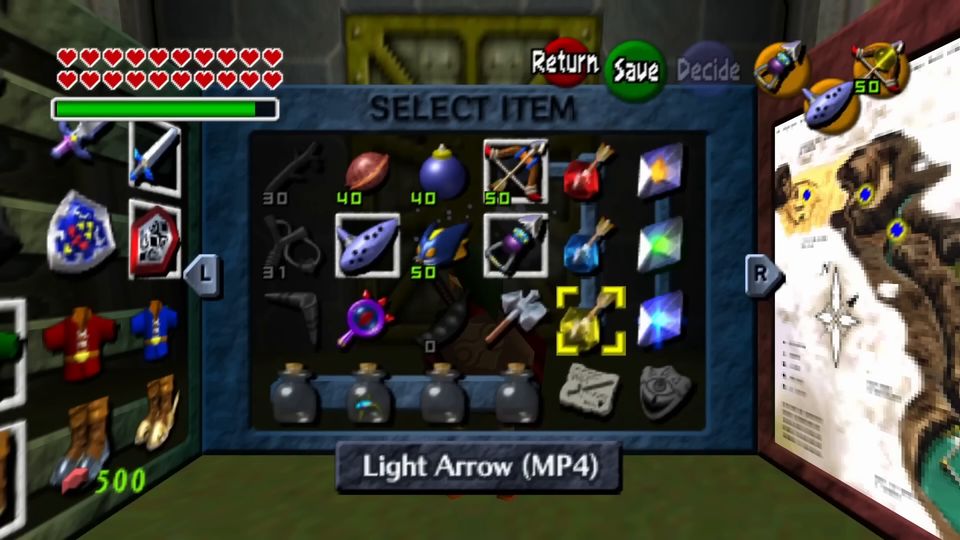 Return Save Decide
50
SELECT ITEM
30 40 40 50
31 50
L R
N
0
500
Light Arrow (MP4)